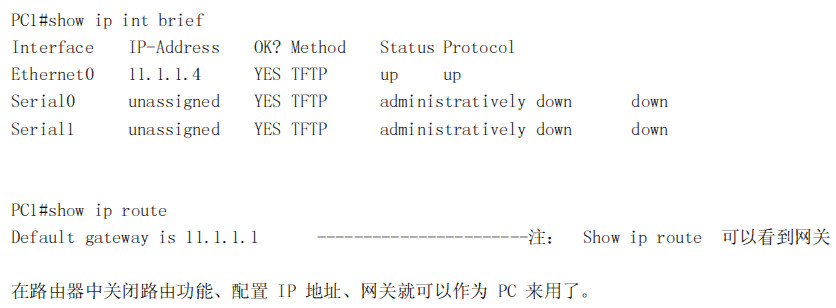 PC1#show ip int brief
Interface IP-Address OK? Method Status Protocol
Ethernet0 11.1.1.4 YES TFTP up up
Serial0 unassigned YES TFTP administratively down down
Serial1 unassigned YES TFTP administratively down down
PC1#show ip route
Default gateway is 11.1.1.1 -----------------------注： Show ip route 可以看到网关
在路由器中关闭路由功能、配置 IP 地址、网关就可以作为 PC 来用了。